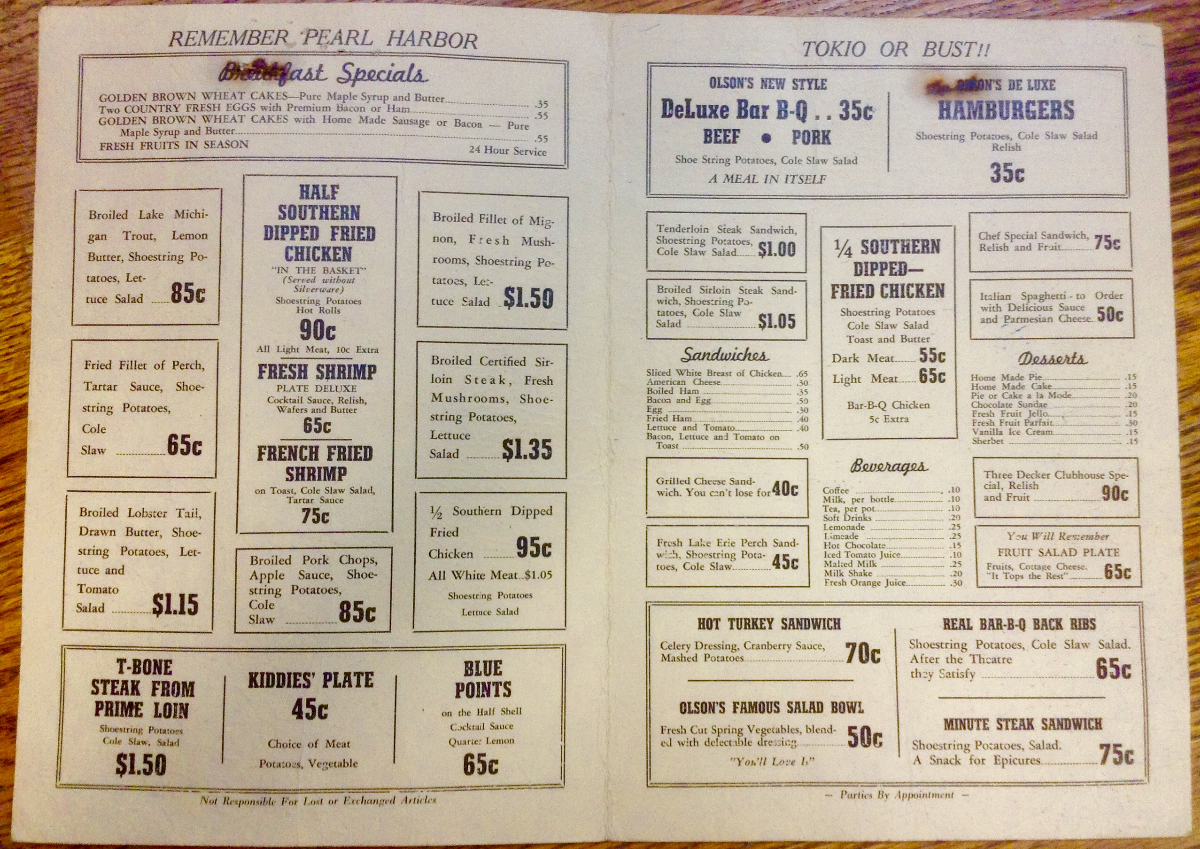 REMEMBER PEARL HARBOR
Breakfast Specials
GOLDEN BROWN WHEAT CAKES—Pure Maple Syrup and Butter .35
Two COUNTRY FRESH EGGS with Premium Bacon or Ham .55
GOLDEN BROWN WHEAT CAKES with Home Made Sausage or Bacon — Pure
Maple Syrup and Butter .55
FRESH FRUITS IN SEASON 24 Hour Service
Broiled Lake Michi-
gan Trout, Lemon
Butter, Shoestring Po-
tatoes, Let-
tuce Salad 85c
Fried Fillet of Perch,
Tartar Sauce, Shoe-
string Potatoes,
Cole
Slaw 65c
Broiled Lobster Tail,
Drawn Butter, Shoe-
string Potatoes, Let-
tuce and
Tomato
Salad $1.15
HALF
SOUTHERN
DIPPED FRIED
CHICKEN
"IN THE BASKET"
(Served without
Silverware)
Shoestring Potatoes
Hot Rolls
90c
All Light Meat, 10c Extra
FRESH SHRIMP
PLATE DELUXE
Cocktail Sauce, Relish,
Wafers and Butter
65c
FRENCH FRIED
SHRIMP
on Toast, Cole Slaw Salad,
Tartar Sauce
75c
Broiled Pork Chops,
Apple Sauce, Shoe-
string Potatoes,
Cole
Slaw 85c
Broiled Fillet of Mig-
non, Fresh Mush-
rooms, Shoestring Po-
tatoes, Let-
tuce Salad $1.50
Broiled Certified Sir-
loin Steak, Fresh
Mushrooms, Shoe-
string Potatoes,
Lettuce
Salad $1.35
½ Southern Dipped
Fried
Chicken 95c
All White Meat..$1.05
Shoestring Potatoes
Lettuce Salad
T-BONE
STEAK FROM
PRIME LOIN
Shoestring Potatoes
Cole Slaw, Salad
$1.50
KIDDIES' PLATE
45c
Choice of Meat
Potatoes, Vegetable
BLUE
POINTS
on the Half Shell
Cocktail Sauce
Quarter Lemon
65c
Not Responsible For Lost or Exchanged Articles
TOKIO OR BUST!!
OLSON'S NEW STYLE
DeLuxe Bar B-Q .. 35c
BEEF • PORK
Shoe String Potatoes, Cole Slaw Salad
A MEAL IN ITSELF
OLSON'S DE LUXE
HAMBURGERS
Shoestring Potatoes, Cole Slaw Salad
Relish
35c
Tenderloin Steak Sandwich,
Shoestring Potatoes,
Cole Slaw Salad $1.00
Broiled Sirloin Steak Sand-
wich, Shoestring Po-
tatoes, Cole Slaw
Salad $1.05
Sandwiches
Sliced White Breast of Chicken .65
American Cheese .30
Boiled Ham .35
Bacon and Egg .50
Egg .30
Fried Ham .40
Lettuce and Tomato .40
Bacon, Lettuce and Tomato on
Toast .50
Grilled Cheese Sand-
wich. You can't lose for 40c
Fresh Lake Erie Perch Sand-
wich, Shoestring Pota-
toes, Cole Slaw 45c
¼ SOUTHERN
DIPPED—
FRIED CHICKEN
Shoestring Potatoes
Cole Slaw Salad
Toast and Butter
Dark Meat 55c
Light Meat 65c
Bar-B-Q Chicken
5c Extra
Beverages
Coffee .10
Milk, per bottle .10
Tea, per pot .10
Soft Drinks .20
Lemonade .25
Limeade .25
Hot Chocolate .15
Iced Tomato Juice .10
Malted Milk .25
Milk Shake .20
Fresh Orange Juice .30
Chef Special Sandwich,
Relish and Fruit 75c
Italian Spaghetti - to Order
with Delicious Sauce
and Parmesian Cheese 50c
Desserts
Home Made Pie .15
Home Made Cake .15
Pie or Cake a la Mode .20
Chocolate Sundae .20
Fresh Fruit Jello .15
Fresh Fruit Parfait .30
Vanilla Ice Cream .15
Sherbet .15
Three Decker Clubhouse Spe-
cial, Relish
and Fruit 90c
You Will Remember
FRUIT SALAD PLATE
Fruits, Cottage Cheese.
"It Tops the Rest" 65c
HOT TURKEY SANDWICH
Celery Dressing, Cranberry Sauce,
Mashed Potatoes 70c
OLSON'S FAMOUS SALAD BOWL
Fresh Cut Spring Vegetables, blend-
ed with delectable dressing 50c
"You'll Love It"
REAL BAR-B-Q BACK RIBS
Shoestring Potatoes, Cole Slaw Salad.
After the Theatre
they Satisfy 65c
MINUTE STEAK SANDWICH
Shoestring Potatoes, Salad.
A Snack for Epicures 75c
— Parties By Appointment —